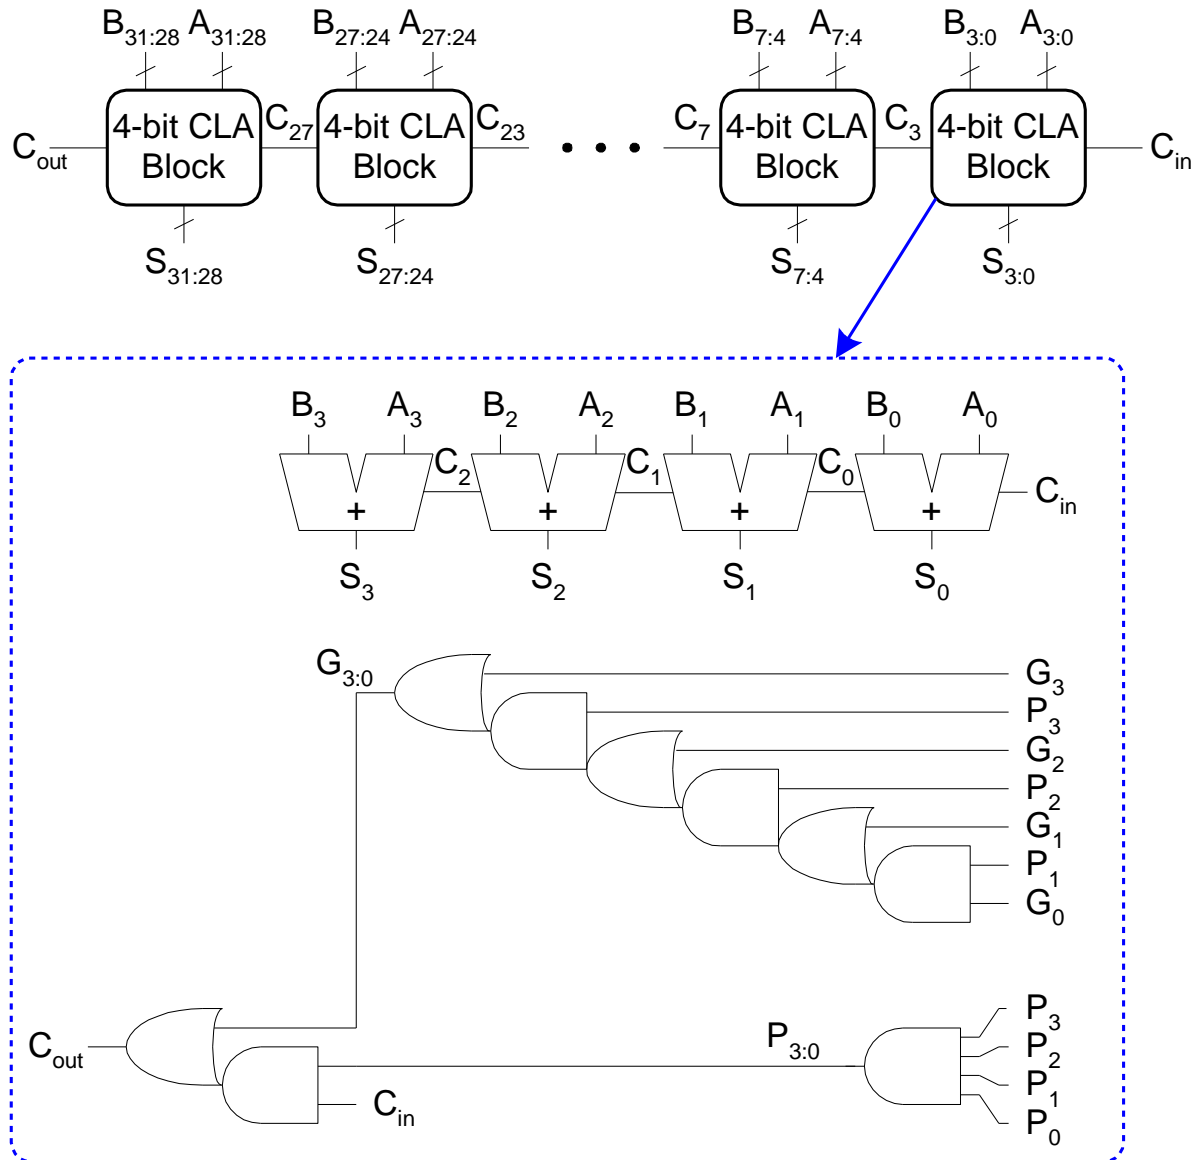 B31:28 A31:28 B27:24 A27:24 B7:4 A7:4 B3:0 A3:0
Cout 4-bit CLA Block C27 4-bit CLA Block C23 • • • C7 4-bit CLA Block C3 4-bit CLA Block Cin
S31:28 S27:24 S7:4 S3:0
B3 A3 B2 A2 B1 A1 B0 A0
C2 C1 C0 Cin
+ + + +
S3 S2 S1 S0
G3:0 G3
P3
G2
P2
G1
P1
G0
P3
Cout P3:0 P2
P1
Cin P0